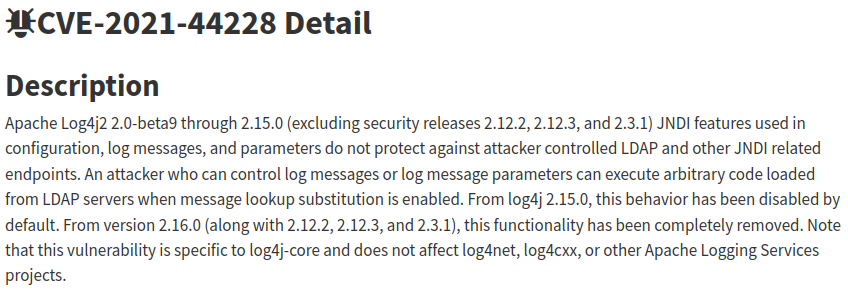 CVE-2021-44228 Detail
Description
Apache Log4j2 2.0-beta9 through 2.15.0 (excluding security releases 2.12.2, 2.12.3, and 2.3.1) JNDI features used in
configuration, log messages, and parameters do not protect against attacker controlled LDAP and other JNDI related
endpoints. An attacker who can control log messages or log message parameters can execute arbitrary code loaded
from LDAP servers when message lookup substitution is enabled. From log4j 2.15.0, this behavior has been disabled by
default. From version 2.16.0 (along with 2.12.2, 2.12.3, and 2.3.1), this functionality has been completely removed. Note
that this vulnerability is specific to log4j-core and does not affect log4net, log4cxx, or other Apache Logging Services
projects.